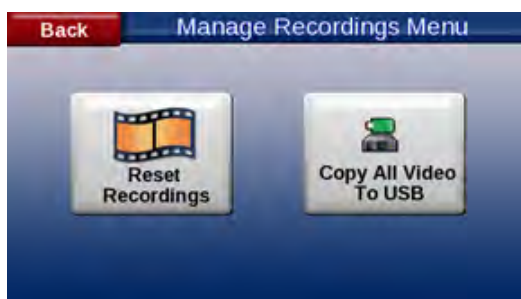 Back
Manage Recordings Menu
Reset
Recordings
Copy All Video
To USB